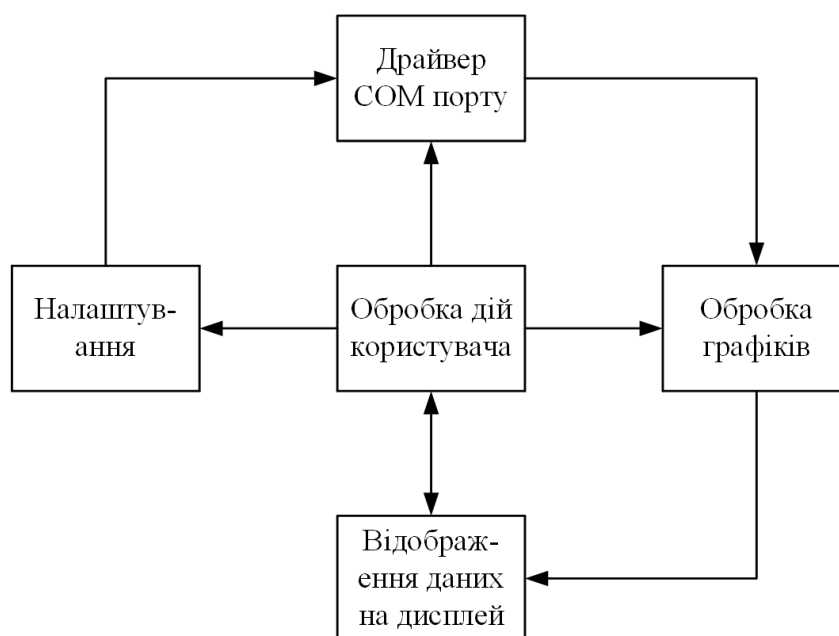 Драйвер
COM порту
Налаштув-
ання
Обробка дій
користувача
Обробка
графіків
Відображ-
ення даних
на дисплей